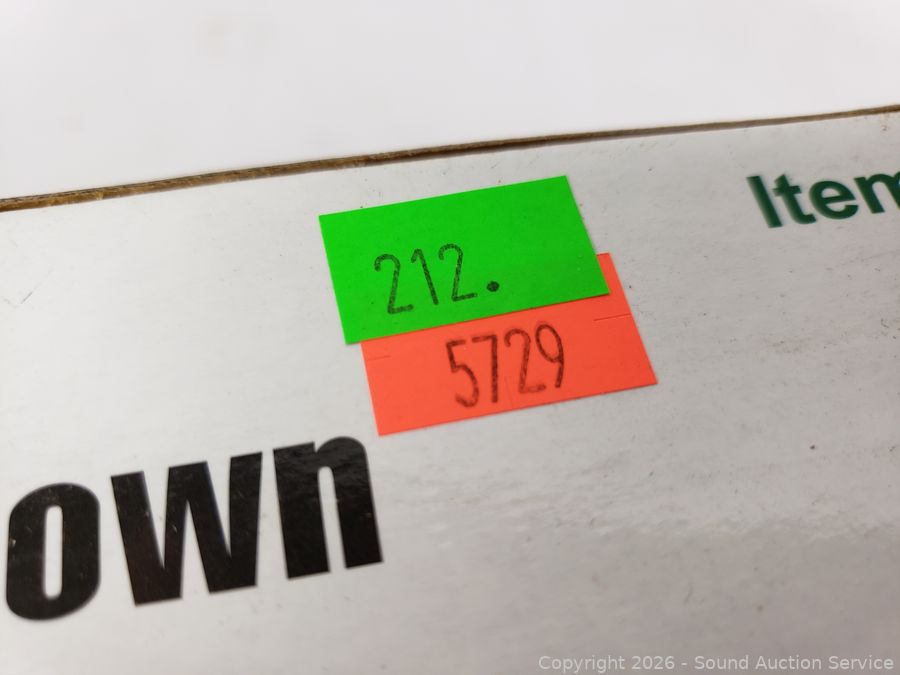 Item
212.
5729
own
Copyright 2026 - Sound Auction Service